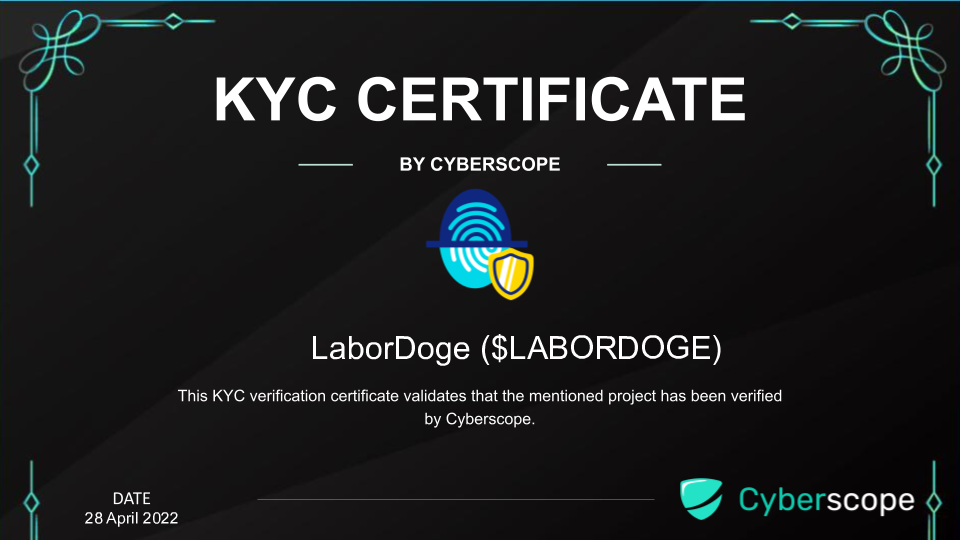 KYC CERTIFICATE
BY CYBERSCOPE
LaborDoge ($LABORDOGE)
This KYC verification certificate validates that the mentioned project has been verified
by Cyberscope.
DATE
28 April 2022
Cyberscope